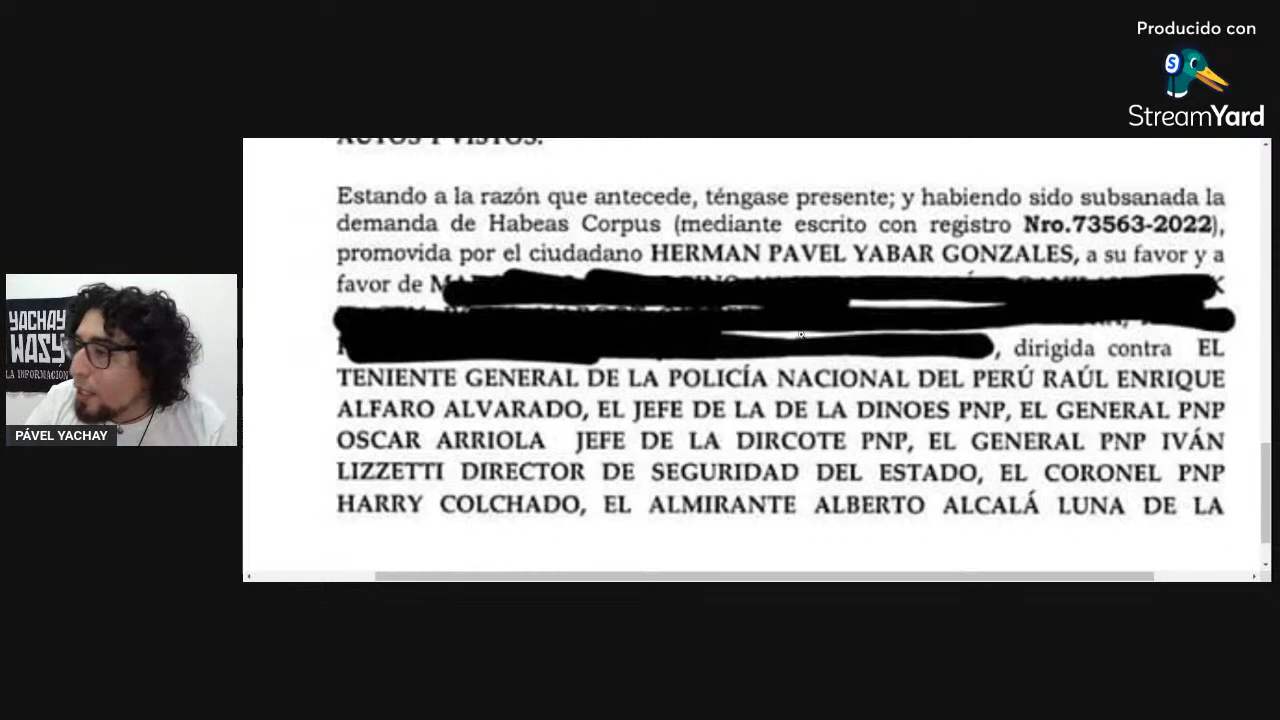 Producido con
StreamYard
AUTOS Y VISTOS:
Estando a la razón que antecede, téngase presente; y habiendo sido subsanada la
demanda de Habeas Corpus (mediante escrito con registro Nro.73563-2022),
promovida por el ciudadano HERMAN PAVEL YABAR GONZALES, a su favor y a
favor de
, dirigida contra EL
TENIENTE GENERAL DE LA POLICÍA NACIONAL DEL PERÚ RAÚL ENRIQUE
ALFARO ALVARADO, EL JEFE DE LA DE LA DINOES PNP, EL GENERAL PNP
OSCAR ARRIOLA JEFE DE LA DIRCOTE PNP, EL GENERAL PNP IVÁN
LIZZETTI DIRECTOR DE SEGURIDAD DEL ESTADO, EL CORONEL PNP
HARRY COLCHADO, EL ALMIRANTE ALBERTO ALCALÁ LUNA DE LA
YACHAY
WASY
LA INFORMACIÓN
PÁVEL YACHAY